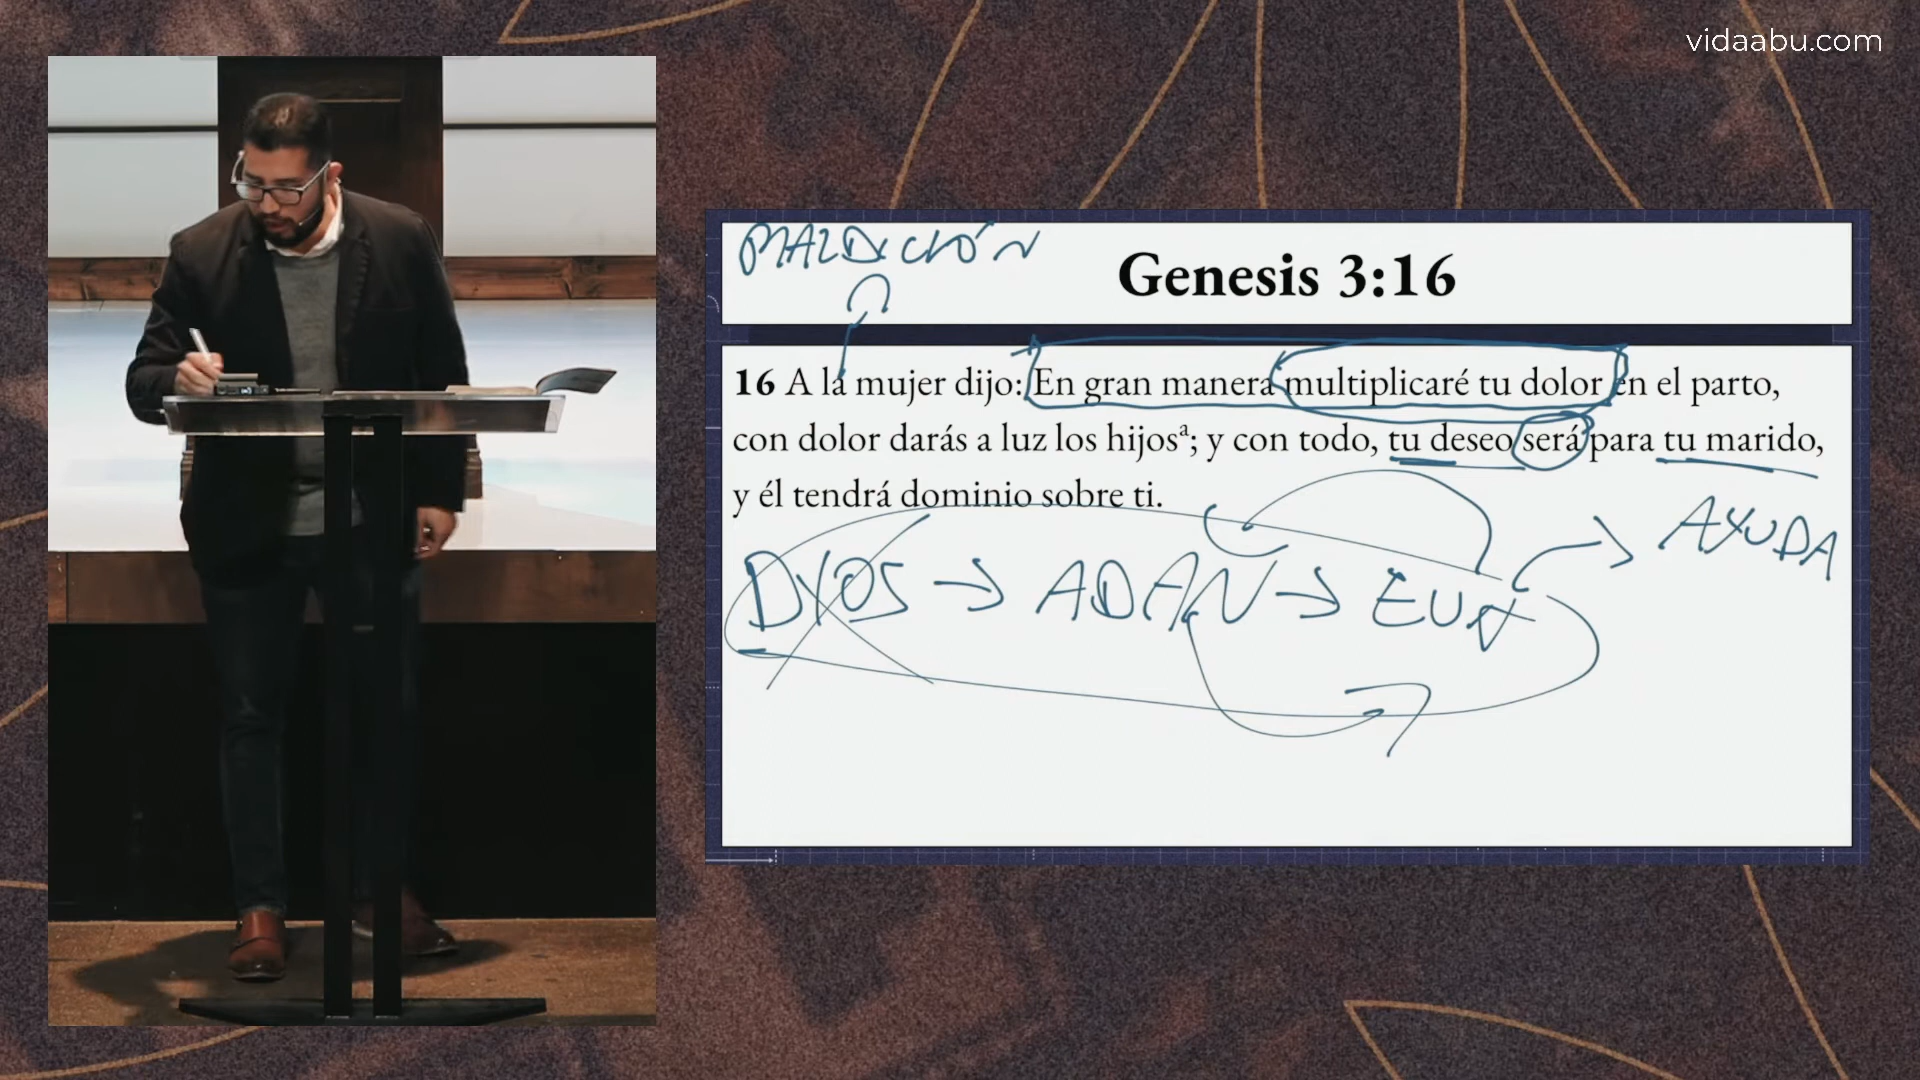 vidaabu.com
MALDICIÓN
Genesis 3:16
16 A la mujer dijo: En gran manera multiplicaré tu dolor en el parto,
con dolor darás a luz los hijosª; y con todo, tu deseo será para tu marido,
y él tendrá dominio sobre ti.
AYUDA
DIOS → ADAN → EVA